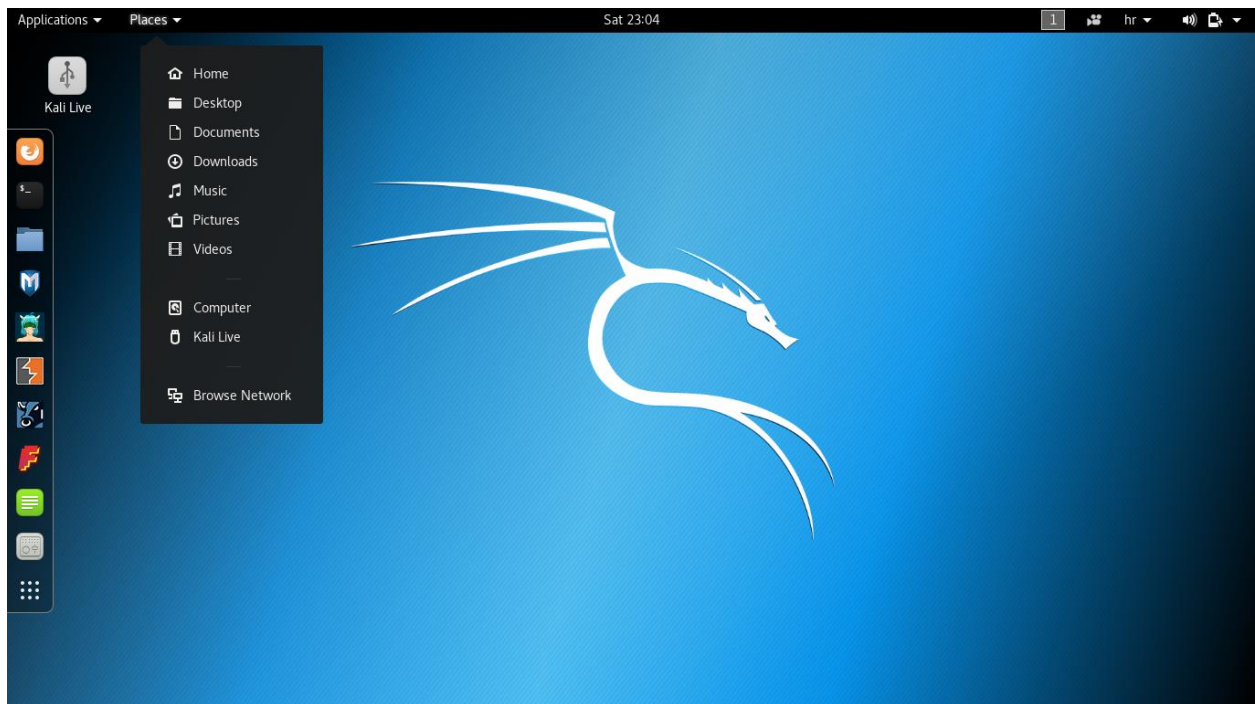 Applications Places Sat 23:04 1 hr
Kali Live
Home
Desktop
Documents
Downloads
Music
Pictures
Videos
Computer
Kali Live
Browse Network
$_
M
F